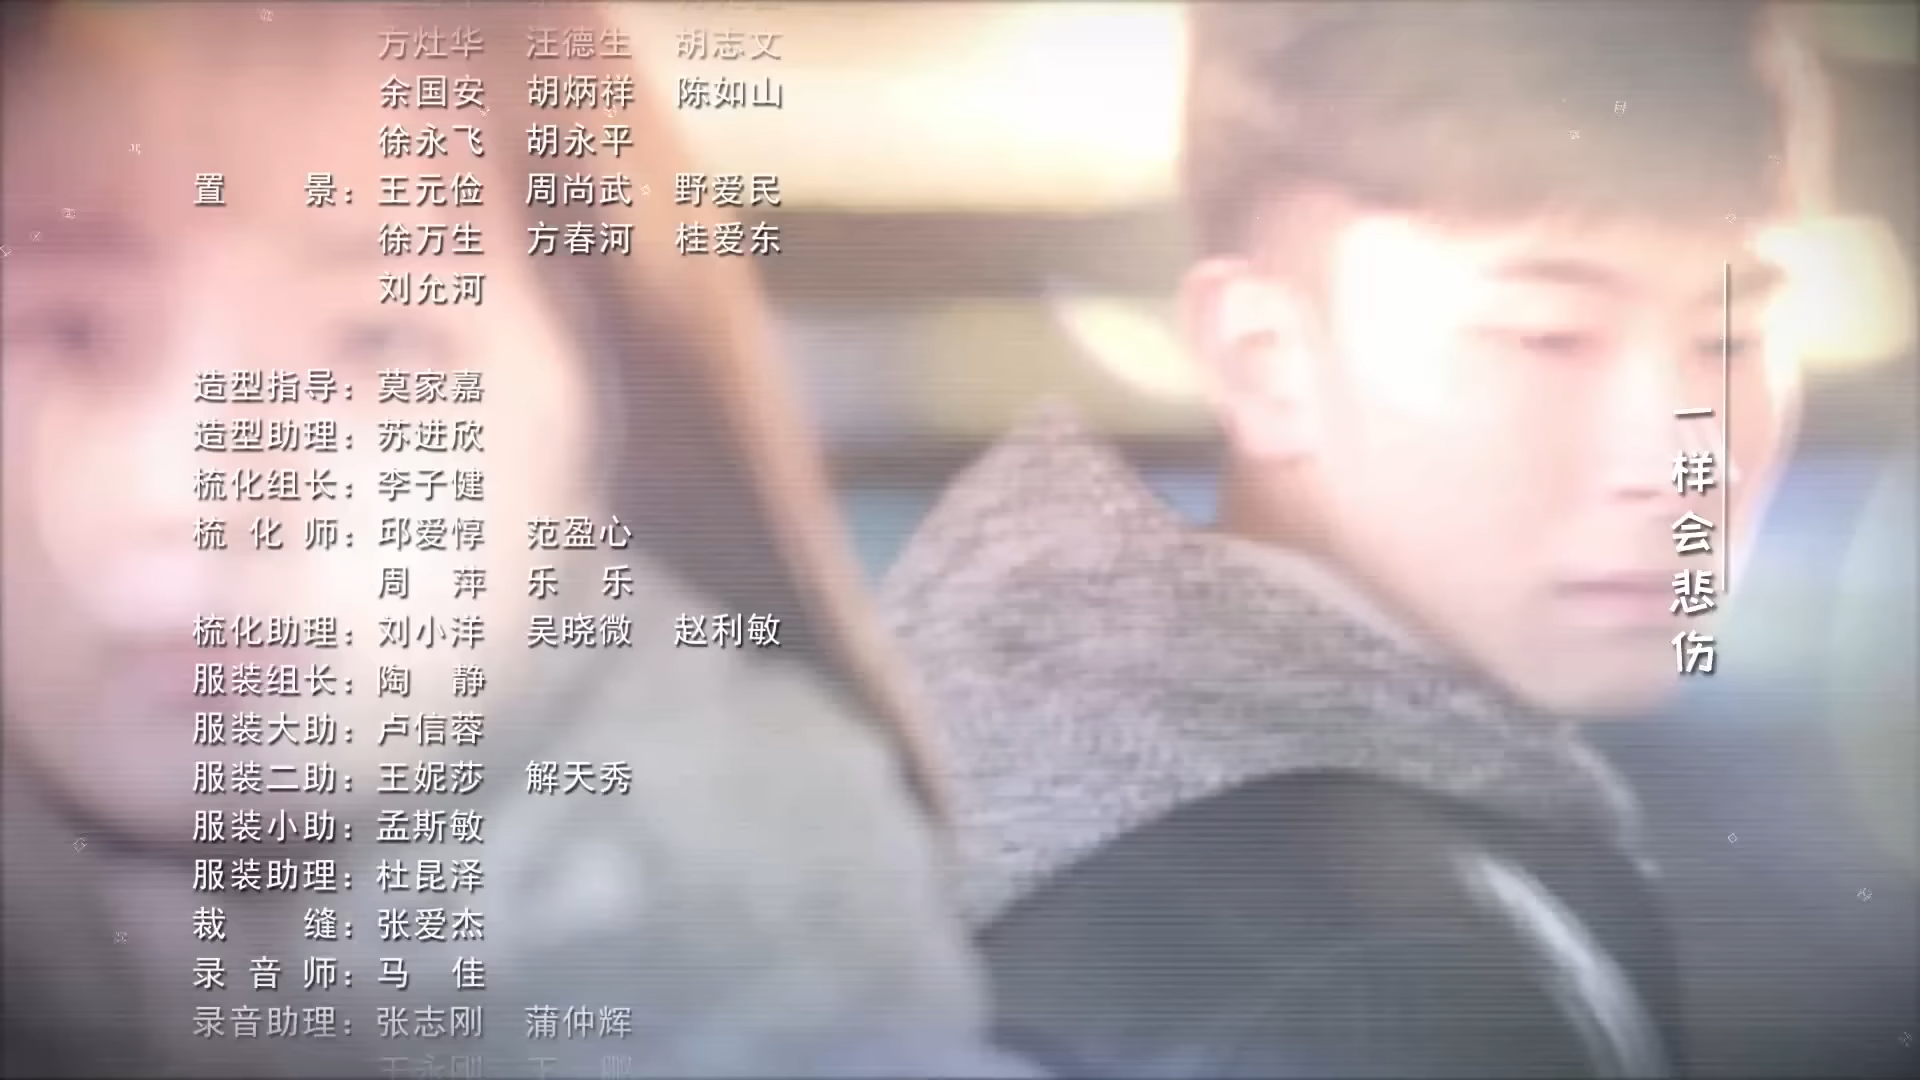 方灶华 汪德生 胡志文
余国安 胡炳祥 陈如山
徐永飞 胡永平
置景：王元俭 周尚武 野爱民
徐万生 方春河 桂爱东
刘允河
造型指导：莫家嘉
造型助理：苏进欣
梳化组长：李子健
梳化师：邱爱惇 范盈心
周萍 乐乐
梳化助理：刘小洋 吴晓微 赵利敏
服装组长：陶静
服装大助：卢信蓉
服装二助：王妮莎 解天秀
服装小助：孟斯敏
服装助理：杜昆泽
裁缝：张爱杰
录音师：马佳
录音助理：张志刚 蒲仲辉
一样会悲伤